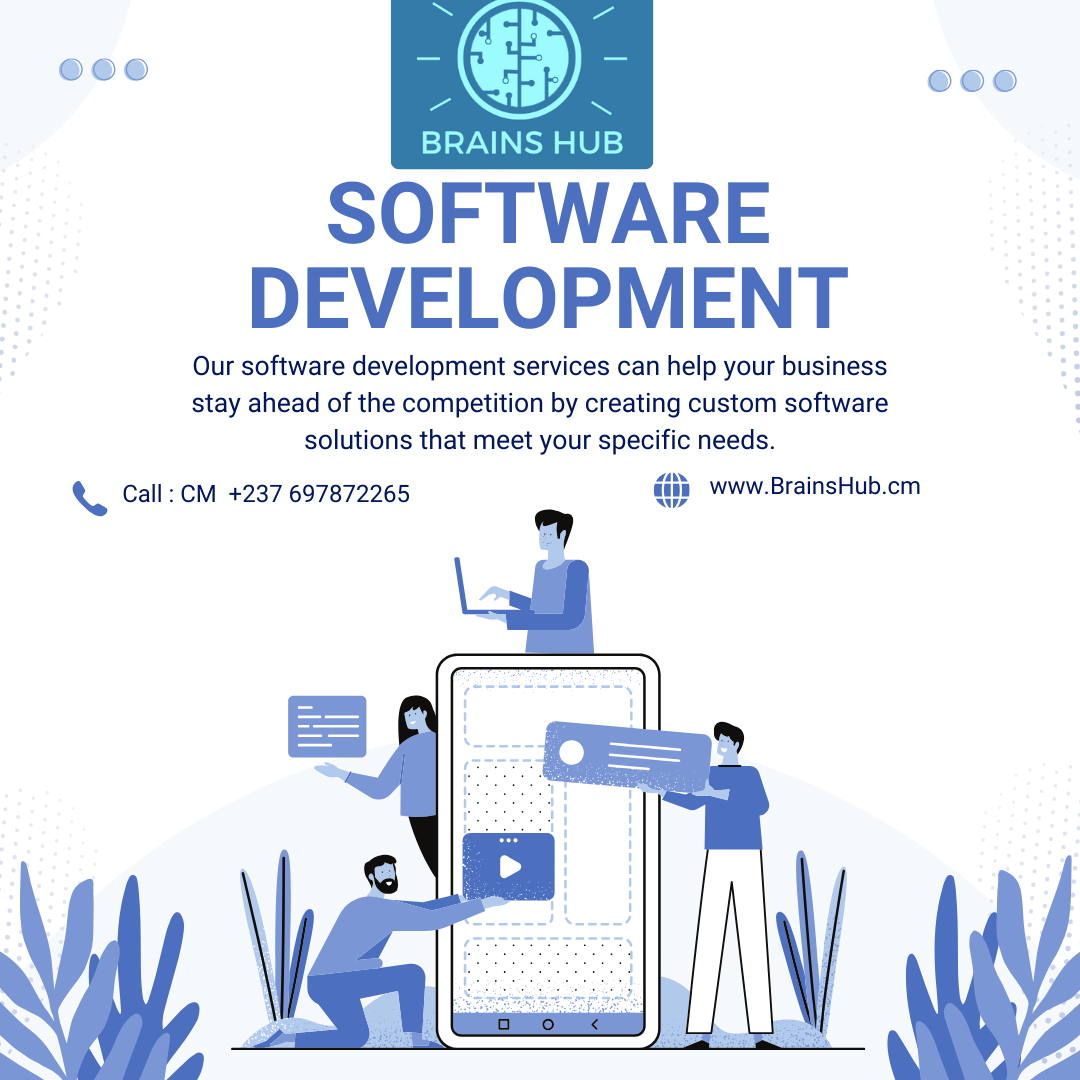 BRAINS HUB
SOFTWARE
DEVELOPMENT
Our software development services can help your business
stay ahead of the competition by creating custom software
solutions that meet your specific needs.
Call : CM  +237 697872265
www.BrainsHub.cm